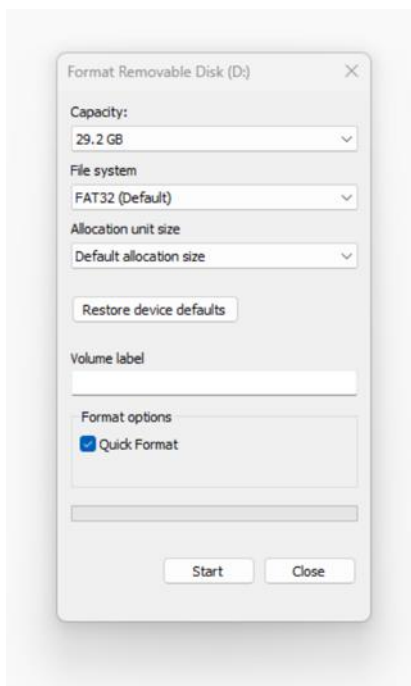 Format Removable Disk (D:)
Capacity:
29.2 GB
File system
FAT32 (Default)
Allocation unit size
Default allocation size
Restore device defaults
Volume label
Format options
Quick Format
Start Close